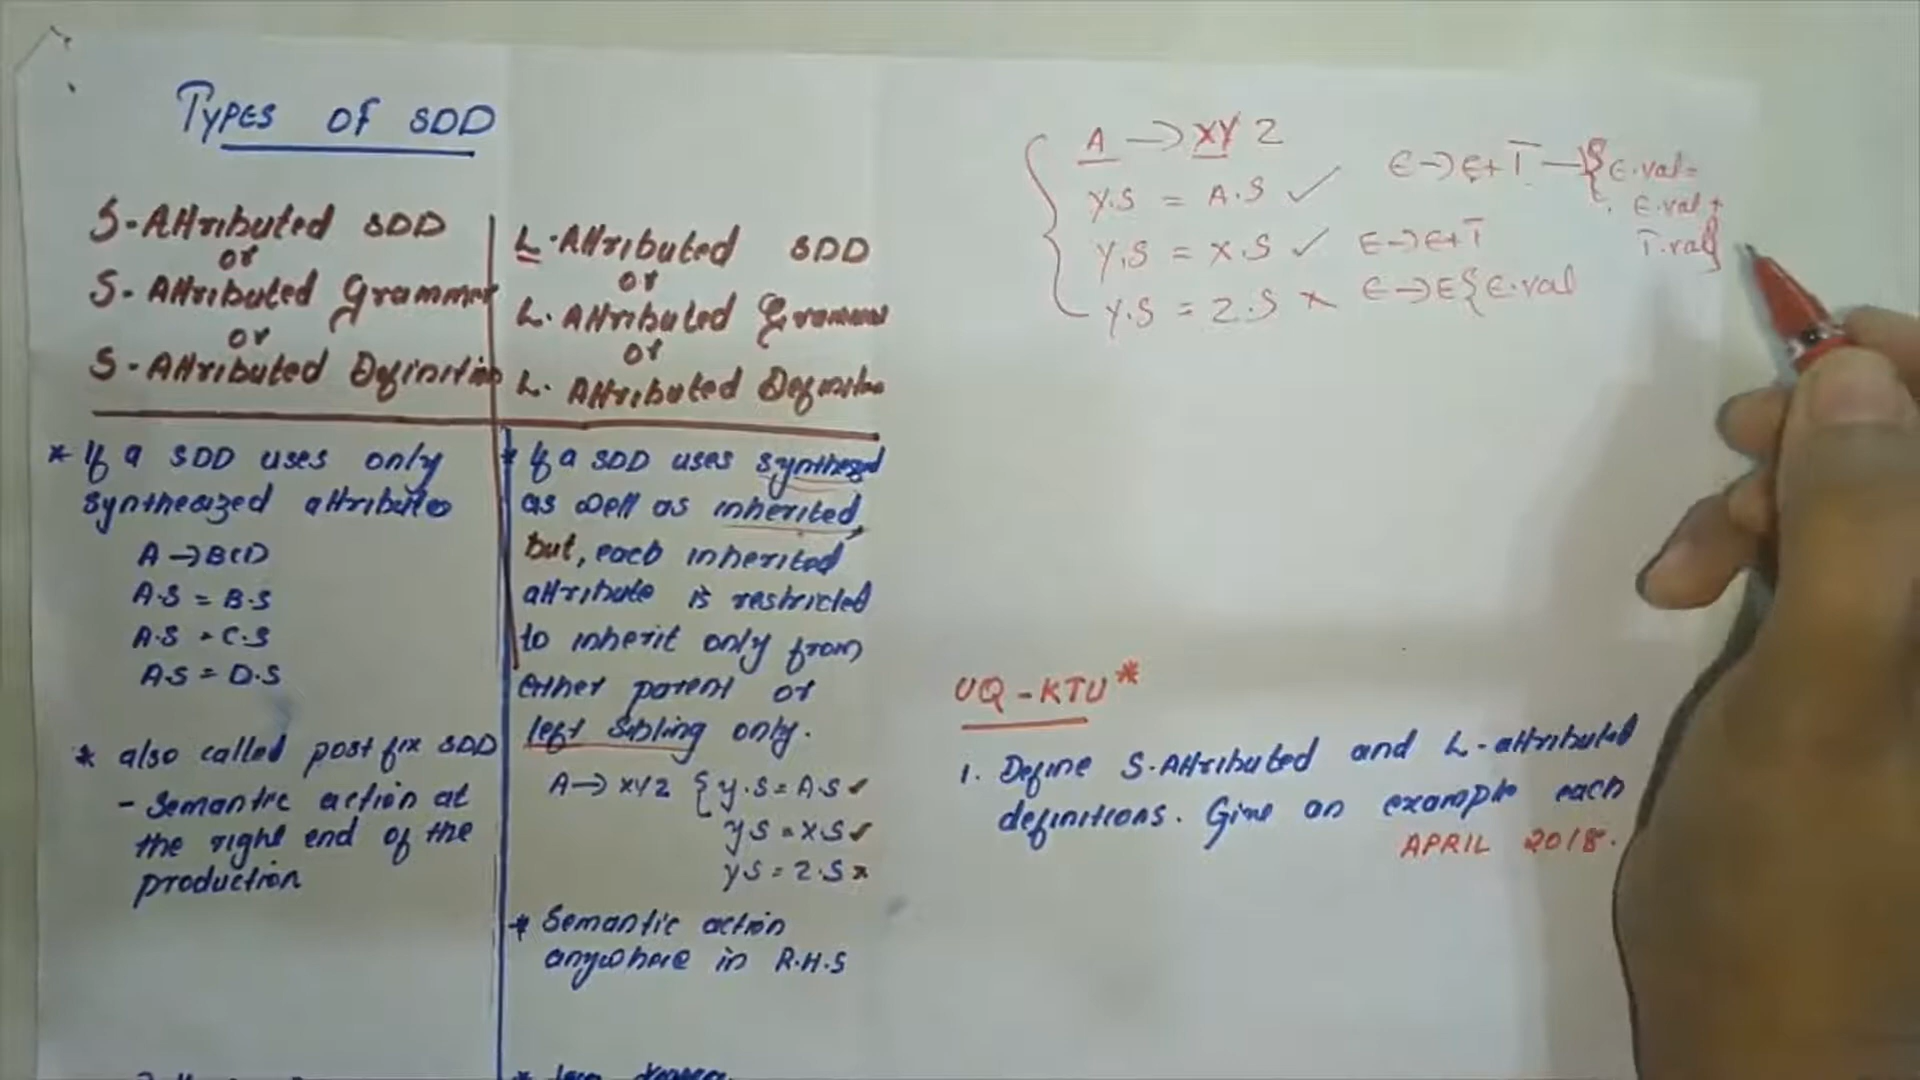 TYPES OF SDD
S-Attributed SDD
or
S-Attributed Grammer
or
S-Attributed Definition
* If a SDD uses only
synthesized attributes
A → BCD
A.S = B.S
A.S = C.S
A.S = D.S
* also called post fix SDD
- Semantic action at
the right end of the
production
L-Attributed SDD
or
L-Attributed Grammer
or
L-Attributed Definition
* If a SDD uses synthesized
as well as inherited,
but, each inherited
attribute is restricted
to inherit only from
either parent or
left sibling only.
A → XYZ { Y.S = A.S ✓
Y.S = X.S ✓
Y.S = Z.S ×
* Semantic action
anywhere in R.H.S
A → XYZ
Y.S = A.S ✓
Y.S = X.S ✓
Y.S = Z.S ×
E → E+T → { E.val =
E.val +
T.val}
E → E+T
E → E{E.val
UQ - KTU *
1. Define S-Attributed and L-attributed
definitions. Give an example each
APRIL 2018.